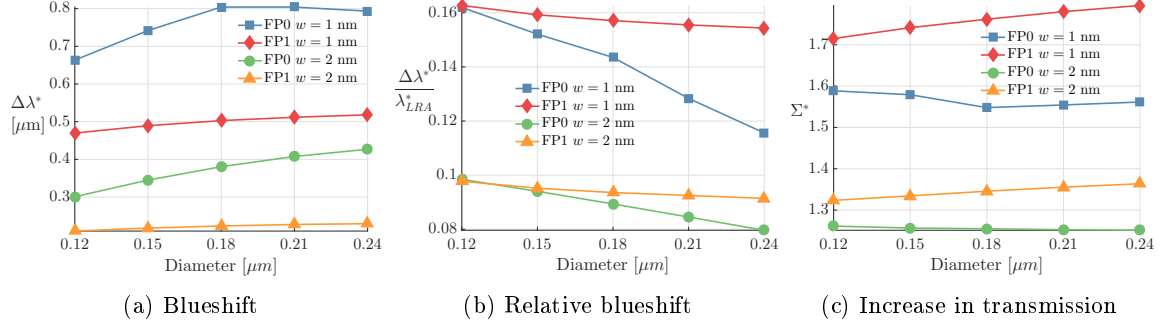 0.8
0.7
0.6
0.5
0.4
0.3
Δλ*
[μm]
FP0 w = 1 nm
FP1 w = 1 nm
FP0 w = 2 nm
FP1 w = 2 nm
0.12 0.15 0.18 0.21 0.24
Diameter [μm]
(a) Blueshift
0.16
0.14
0.12
0.1
0.08
Δλ*
λ*LRA
FP0 w = 1 nm
FP1 w = 1 nm
FP0 w = 2 nm
FP1 w = 2 nm
0.12 0.15 0.18 0.21 0.24
Diameter [μm]
(b) Relative blueshift
1.7
1.6
1.5
1.4
1.3
Σ*
FP0 w = 1 nm
FP1 w = 1 nm
FP0 w = 2 nm
FP1 w = 2 nm
0.12 0.15 0.18 0.21 0.24
Diameter [μm]
(c) Increase in transmission